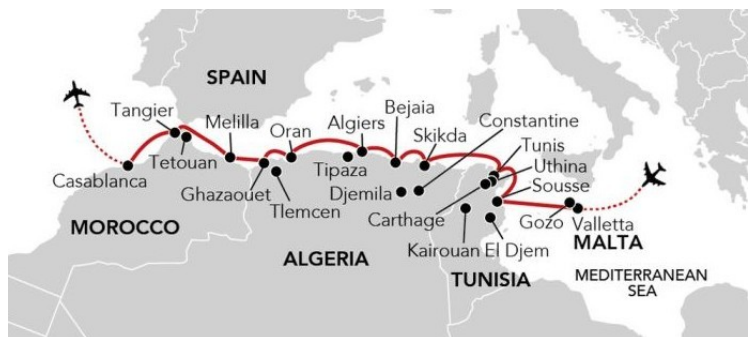 SPAIN
Constantine
Bejaia
Algiers
Tangier
Melilla
Oran
Skikda
Tunis
Tetouan
Tipaza
Uthina
Casablanca
Ghazaouet
Djemila
Sousse
Tlemcen
Carthage
Gozo
Valletta
MOROCCO
MALTA
Kairouan
El Djem
ALGERIA
TUNISIA
MEDITERRANEAN
SEA